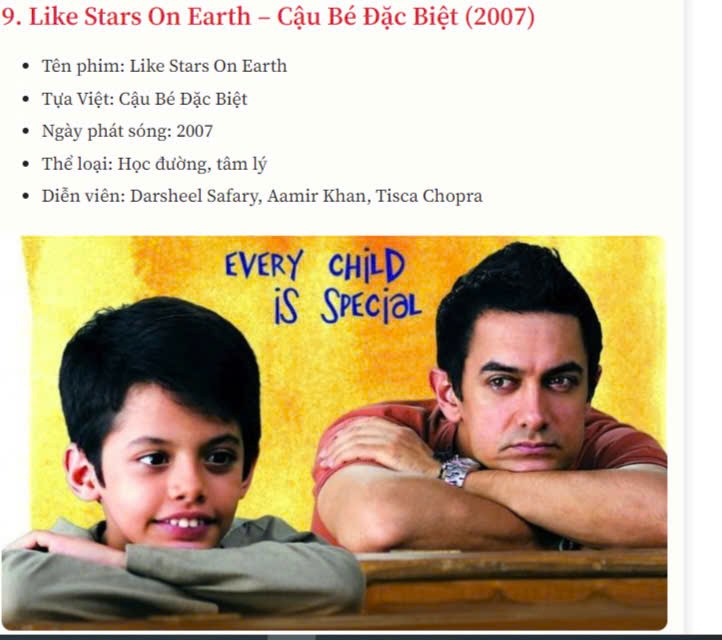 9. Like Stars On Earth – Cậu Bé Đặc Biệt (2007)
Tên phim: Like Stars On Earth
Tựa Việt: Cậu Bé Đặc Biệt
Ngày phát sóng: 2007
Thể loại: Học đường, tâm lý
Diễn viên: Darsheel Safary, Aamir Khan, Tisca Chopra
EVERY CHiLD
iS SPECiaL